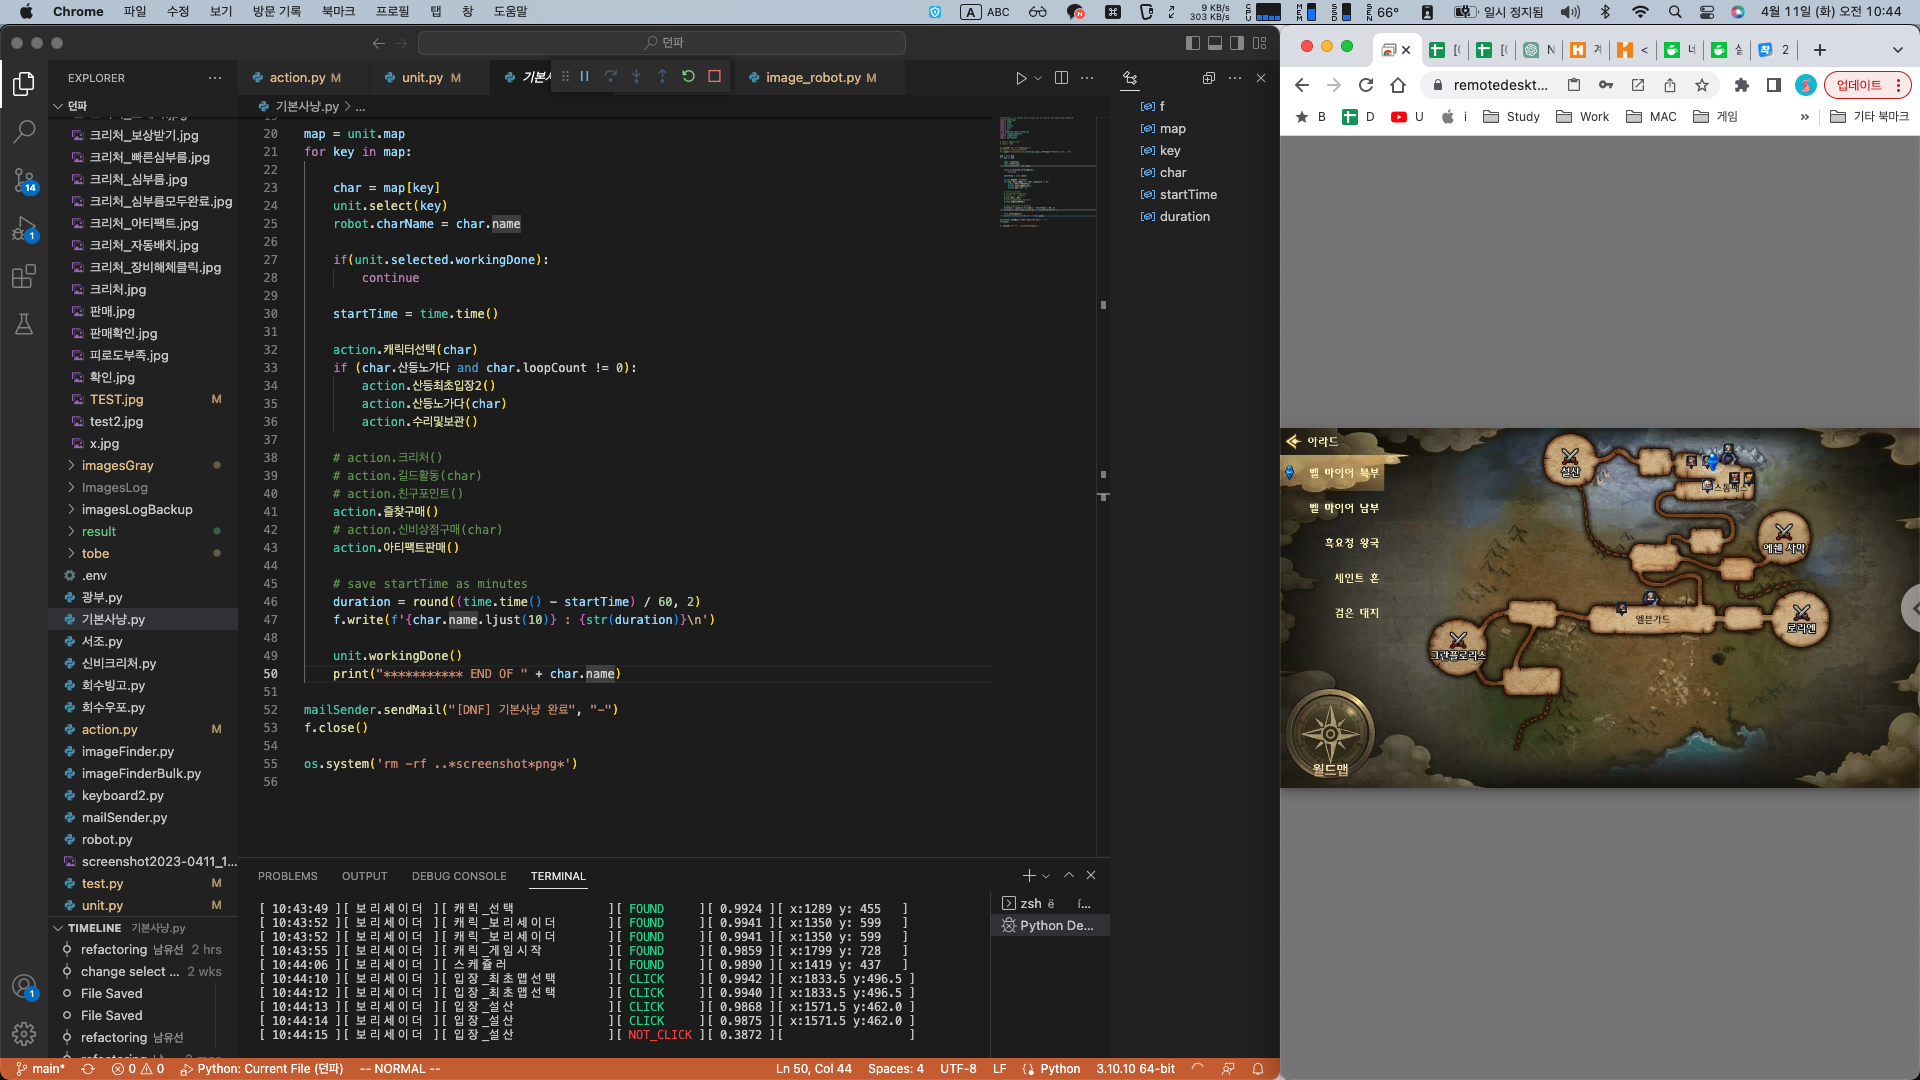 Chrome 파일 수정 보기 방문 기록 북마크 프로필 탭 창 도움말
A ABC 9 KB/s 303 KB/s 66° 일시 정지됨 4월 11일 (화) 오전 10:44
던파
EXPLORER
던파
크리처_보상받기.jpg
크리처_빠른심부름.jpg
크리처_심부름.jpg
크리처_심부름모두완료.jpg
크리처_아티팩트.jpg
크리처_자동배치.jpg
크리처_장비해체클릭.jpg
크리처.jpg
판매.jpg
판매확인.jpg
피로도부족.jpg
확인.jpg
TEST.jpg M
test2.jpg
x.jpg
imagesGray
ImagesLog
imagesLogBackup
result
tobe
.env
광부.py
기본사냥.py
서조.py
신비크리처.py
회수빙고.py
회수우포.py
action.py M
imageFinder.py
imageFinderBulk.py
keyboard2.py
mailSender.py
robot.py
screenshot2023-0411_1...
test.py M
unit.py M
TIMELINE 기본사냥.py
refactoring 남유선 2 hrs
change select ... 2 wks
File Saved
File Saved
refactoring 남유선
14
1
1
action.py M unit.py M image_robot.py M
기본사냥.py > ...
20 map = unit.map
21 for key in map:
22
23 char = map[key]
24 unit.select(key)
25 robot.charName = char.name
26
27 if(unit.selected.workingDone):
28 continue
29
30 startTime = time.time()
31
32 action.캐릭터선택(char)
33 if (char.산등노가다 and char.loopCount != 0):
34 action.산등최초입장2()
35 action.산등노가다(char)
36 action.수리및보관()
37
38 # action.크리처()
39 # action.길드활동(char)
40 # action.친구포인트()
41 action.즐찾구매()
42 # action.신비상점구매(char)
43 action.아티팩트판매()
44
45 # save startTime as minutes
46 duration = round((time.time() - startTime) / 60, 2)
47 f.write(f'{char.name.ljust(10)} : {str(duration)}\n')
48
49 unit.workingDone()
50 print("*********** END OF " + char.name)
51
52 mailSender.sendMail("[DNF] 기본사냥 완료", "-")
53 f.close()
54
55 os.system('rm -rf ..*screenshot*png*')
56
f
map
key
char
startTime
duration
PROBLEMS OUTPUT DEBUG CONSOLE TERMINAL
[ 10:43:49 ][ 보리세이더 ][ 캐릭_선택 ][ FOUND ][ 0.9924 ][ x:1289 y: 455 ]
[ 10:43:52 ][ 보리세이더 ][ 캐릭_보리세이더 ][ FOUND ][ 0.9941 ][ x:1350 y: 599 ]
[ 10:43:52 ][ 보리세이더 ][ 캐릭_보리세이더 ][ FOUND ][ 0.9941 ][ x:1350 y: 599 ]
[ 10:43:55 ][ 보리세이더 ][ 캐릭_게임시작 ][ FOUND ][ 0.9859 ][ x:1799 y: 728 ]
[ 10:44:06 ][ 보리세이더 ][ 스케쥴러 ][ FOUND ][ 0.9890 ][ x:1419 y: 437 ]
[ 10:44:10 ][ 보리세이더 ][ 입장_최초맵선택 ][ CLICK ][ 0.9942 ][ x:1833.5 y:496.5 ]
[ 10:44:12 ][ 보리세이더 ][ 입장_최초맵선택 ][ CLICK ][ 0.9940 ][ x:1833.5 y:496.5 ]
[ 10:44:13 ][ 보리세이더 ][ 입장_설산 ][ CLICK ][ 0.9868 ][ x:1571.5 y:462.0 ]
[ 10:44:14 ][ 보리세이더 ][ 입장_설산 ][ CLICK ][ 0.9875 ][ x:1571.5 y:462.0 ]
[ 10:44:15 ][ 보리세이더 ][ 입장_설산 ][ NOT_CLICK ][ 0.3872 ][ ]
zsh
Python De...
main* 0 0 Python: Current File (던파) -- NORMAL -- Ln 50, Col 44 Spaces: 4 UTF-8 LF Python 3.10.10 64-bit
remotedeskt... 업데이트
B D U i Study Work MAC 게임 » 기타 북마크
아라드
벨 마이어 북부
벨 마이어 남부
흑요정 왕국
세인트 혼
검은 대지
설산
에쉔 사막
엘븐가드
로리엔
그란플로리스
월드맵